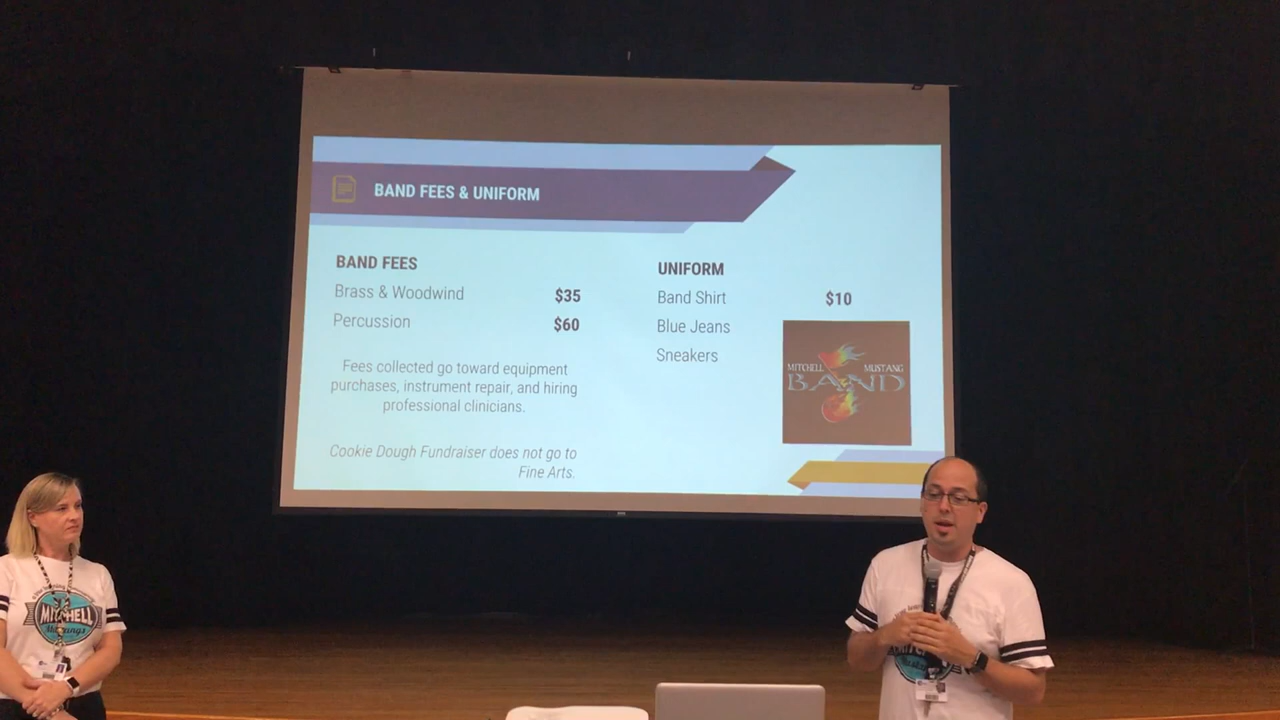 BAND FEES & UNIFORM
BAND FEES
Brass & Woodwind $35
Percussion $60
Fees collected go toward equipment
purchases, instrument repair, and hiring
professional clinicians.
Cookie Dough Fundraiser does not go to
Fine Arts.
UNIFORM
Band Shirt $10
Blue Jeans
Sneakers
MITCHELL MUSTANG
BAND
MITCHELL
Mustangs